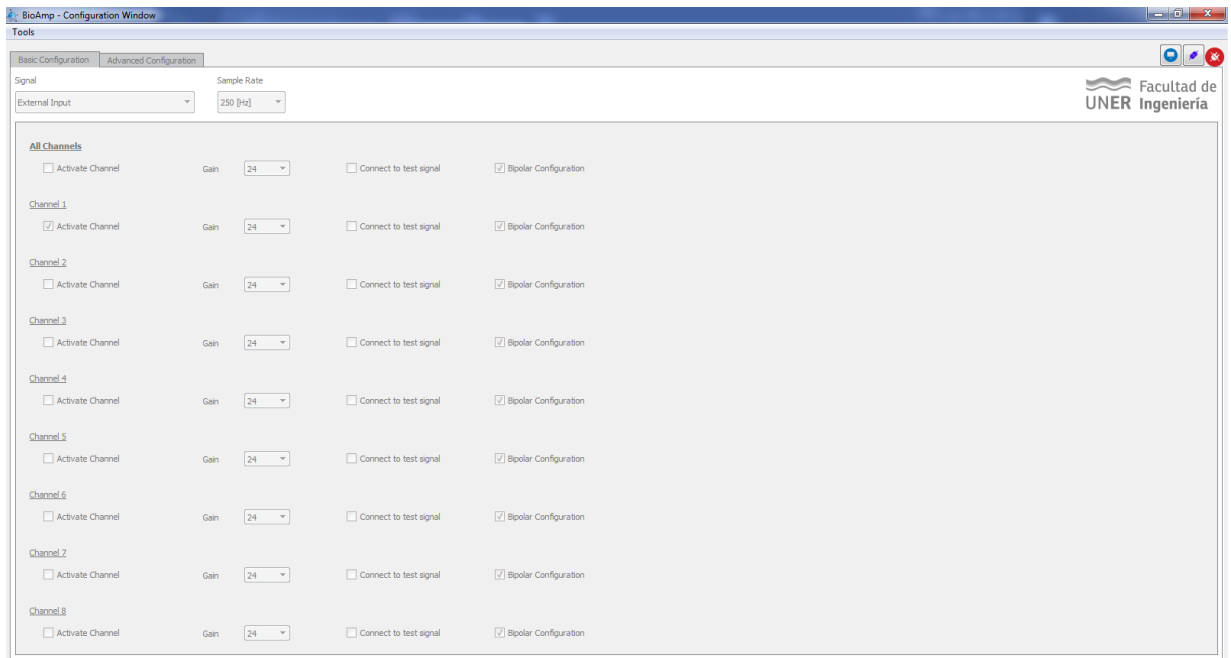 BioAmp - Configuration Window
Tools
Basic Configuration Advanced Configuration
Signal Sample Rate
External Input 250 [Hz]
Facultad de
UNER Ingeniería
All Channels
Activate Channel Gain 24 Connect to test signal Bipolar Configuration
Channel 1
Activate Channel Gain 24 Connect to test signal Bipolar Configuration
Channel 2
Activate Channel Gain 24 Connect to test signal Bipolar Configuration
Channel 3
Activate Channel Gain 24 Connect to test signal Bipolar Configuration
Channel 4
Activate Channel Gain 24 Connect to test signal Bipolar Configuration
Channel 5
Activate Channel Gain 24 Connect to test signal Bipolar Configuration
Channel 6
Activate Channel Gain 24 Connect to test signal Bipolar Configuration
Channel 7
Activate Channel Gain 24 Connect to test signal Bipolar Configuration
Channel 8
Activate Channel Gain 24 Connect to test signal Bipolar Configuration